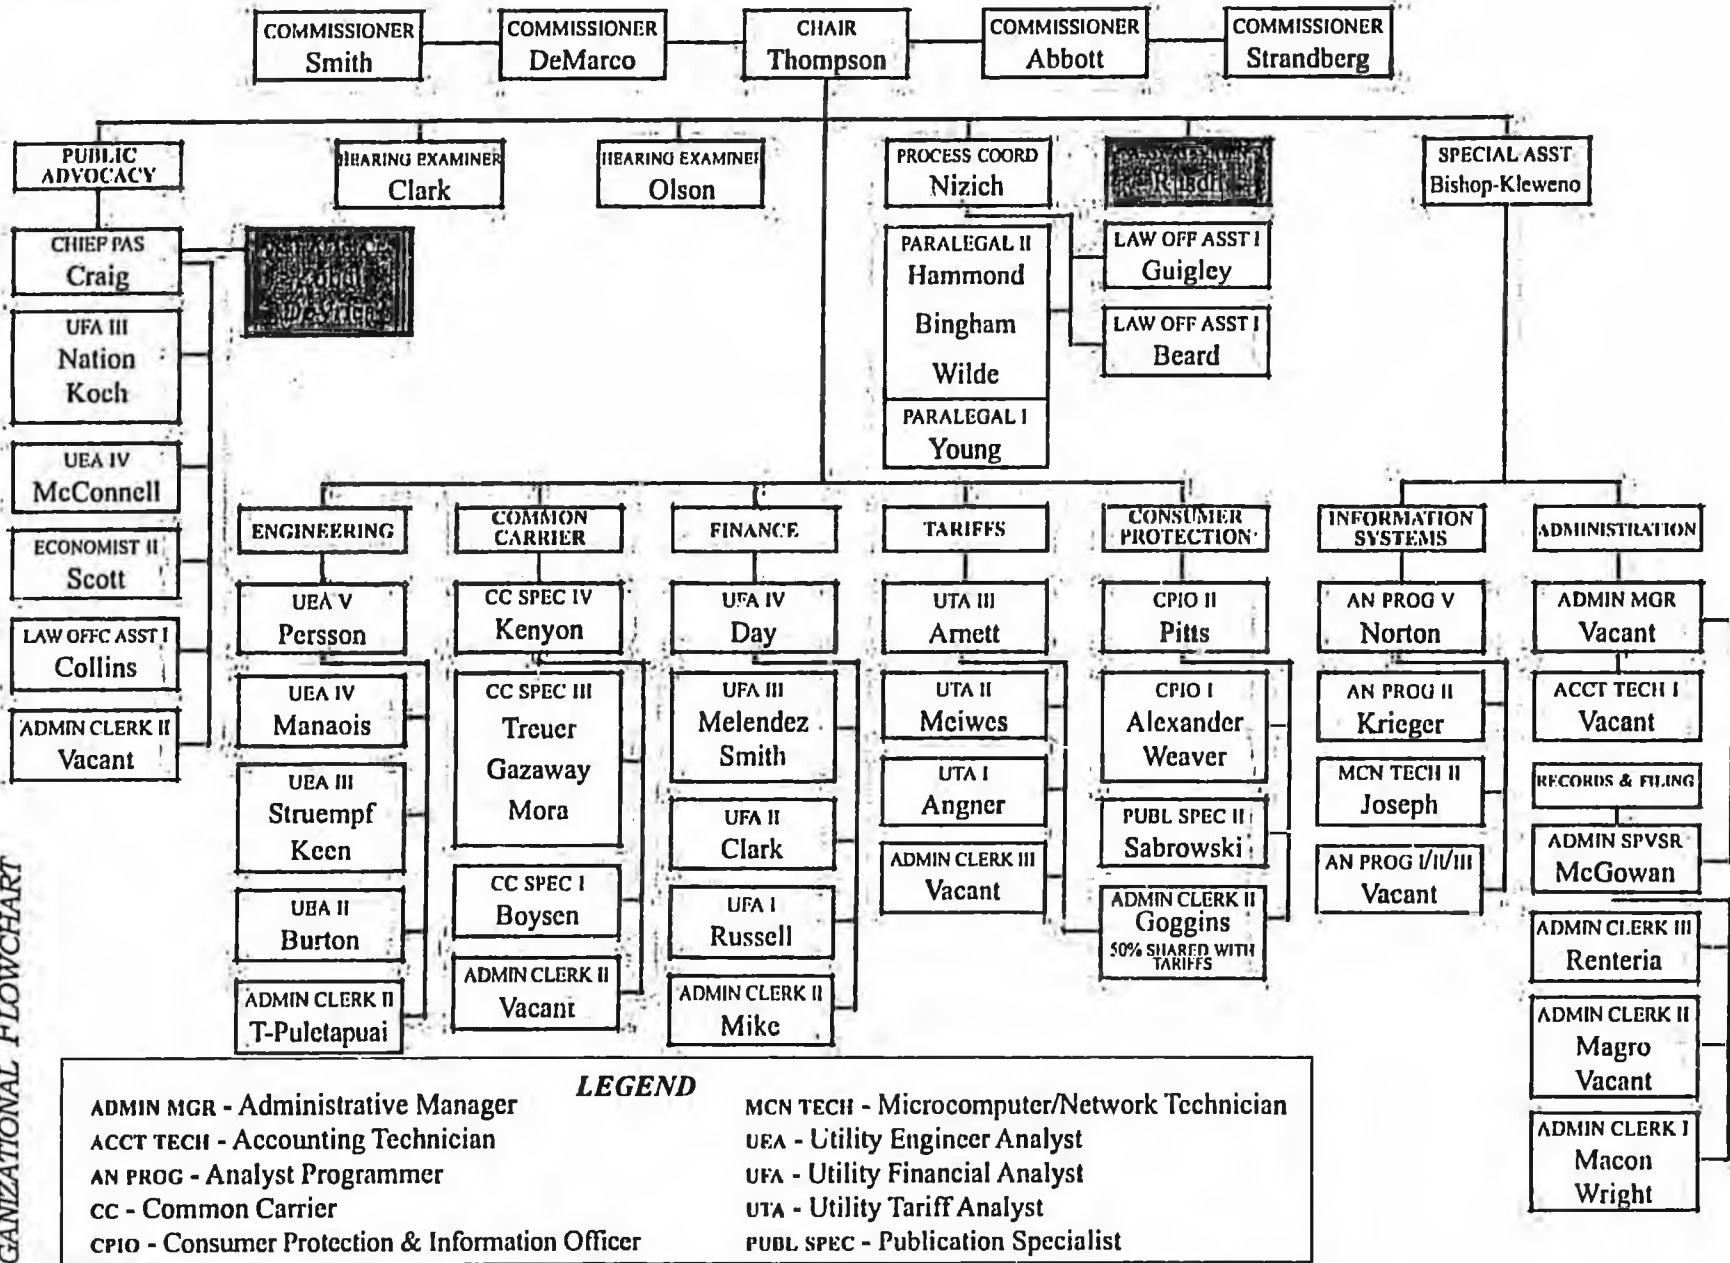 COMMISSIONER
Smith
COMMISSIONER
DeMarco
CHAIR
Thompson
COMMISSIONER
Abbott
COMMISSIONER
Strandberg
PUBLIC
ADVOCACY
HEARING EXAMINER
Clark
HEARING EXAMINER
Olson
PROCESS COORD
Nizich
SPECIAL ASST
Bishop-Kleweno
CHIEF PAS
Craig
UFA III
Nation
Koch
UEA IV
McConnell
ECONOMIST II
Scott
LAW OFFC ASST I
Collins
ADMIN CLERK II
Vacant
PARALEGAL II
Hammond
Bingham
Wilde
PARALEGAL I
Young
LAW OFF ASST I
Guigley
LAW OFF ASST I
Beard
ENGINEERING
UEA V
Persson
UEA IV
Manaois
UEA III
Struempf
Keen
UEA II
Burton
ADMIN CLERK II
T-Puletapuai
COMMON
CARRIER
CC SPEC IV
Kenyon
CC SPEC III
Treuer
Gazaway
Mora
CC SPEC I
Boysen
ADMIN CLERK II
Vacant
FINANCE
UFA IV
Day
UFA III
Melendez
Smith
UFA II
Clark
UFA I
Russell
ADMIN CLERK II
Mike
TARIFFS
UTA III
Arnett
UTA II
Meiwes
UTA I
Angner
ADMIN CLERK III
Vacant
CONSUMER
PROTECTION
CPIO II
Pitts
CPIO I
Alexander
Weaver
PUBL SPEC II
Sabrowski
ADMIN CLERK II
Goggins
50% SHARED WITH
TARIFFS
INFORMATION
SYSTEMS
AN PROG V
Norton
AN PROG II
Krieger
MCN TECH II
Joseph
AN PROG I/II/III
Vacant
ADMINISTRATION
ADMIN MGR
Vacant
ACCT TECH I
Vacant
RECORDS & FILING
ADMIN SPVSR
McGowan
ADMIN CLERK III
Renteria
ADMIN CLERK II
Magro
Vacant
ADMIN CLERK I
Macon
Wright
GANIZATIONAL FLOWCHART
LEGEND
ADMIN MGR - Administrative Manager
ACCT TECH - Accounting Technician
AN PROG - Analyst Programmer
CC - Common Carrier
CPIO - Consumer Protection & Information Officer
MCN TECH - Microcomputer/Network Technician
UEA - Utility Engineer Analyst
UFA - Utility Financial Analyst
UTA - Utility Tariff Analyst
PUBL SPEC - Publication Specialist